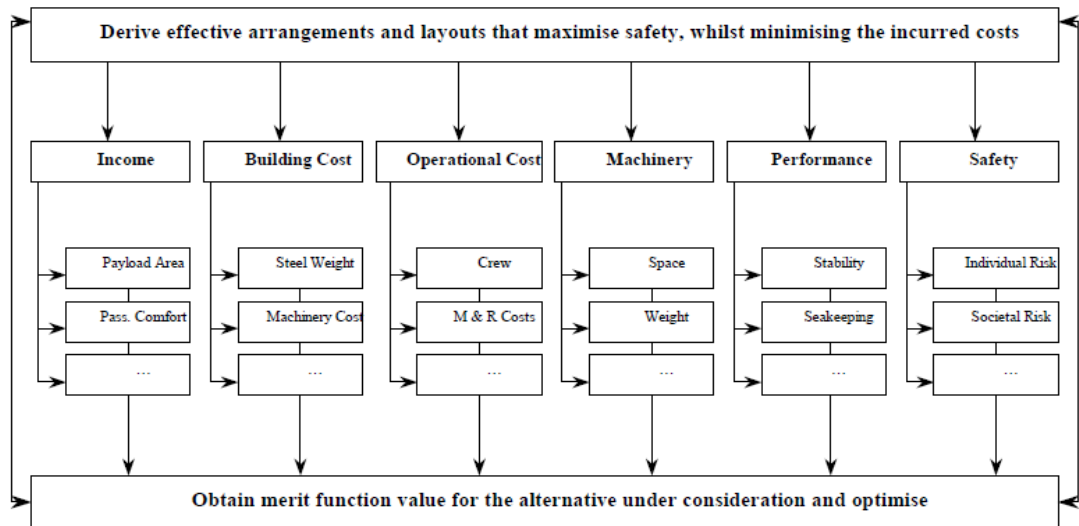 Derive effective arrangements and layouts that maximise safety, whilst minimising the incurred costs
Income
Building Cost
Operational Cost
Machinery
Performance
Safety
Payload Area
Steel Weight
Crew
Space
Stability
Individual Risk
Pass. Comfort
Machinery Cost
M & R Costs
Weight
Seakeeping
Societal Risk
…
…
…
…
…
…
Obtain merit function value for the alternative under consideration and optimise